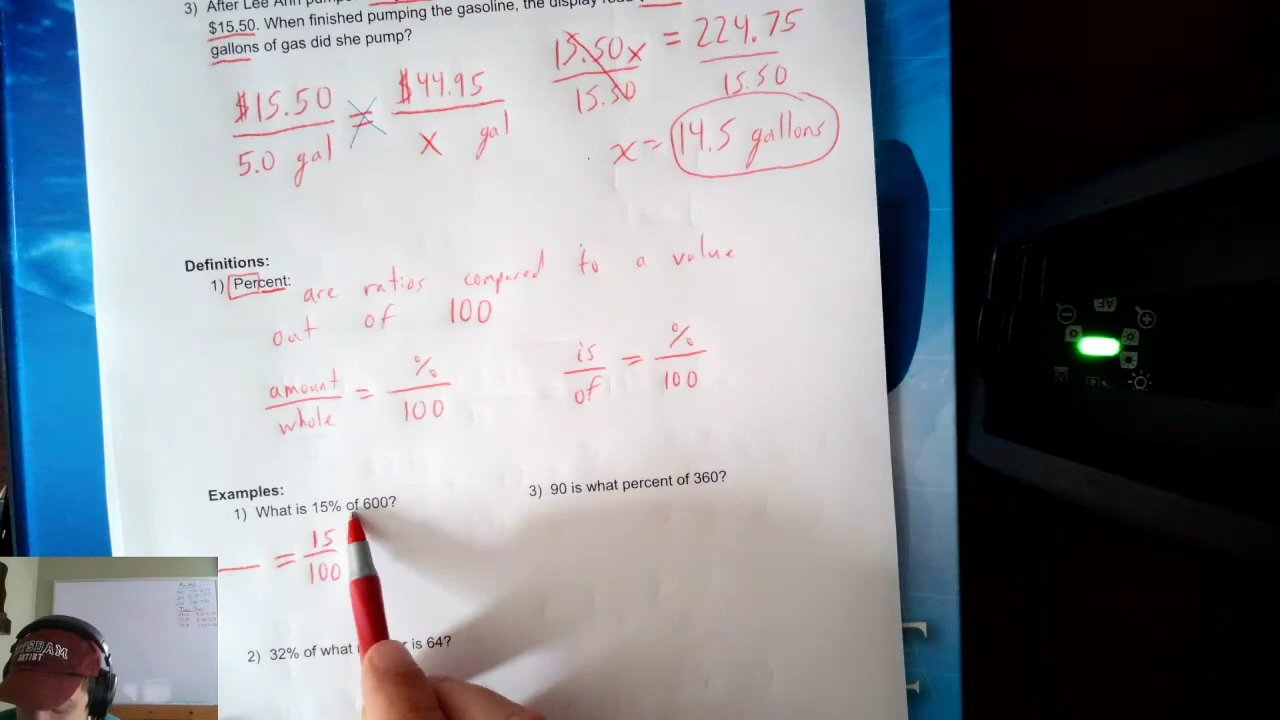 3) After Lee Ann
$15.50. When finished pumping the gasoline, the display
gallons of gas did she pump?
$15.50 / 5.0 gal = $44.95 / x gal
15.50x / 15.50 = 224.75 / 15.50
x = 14.5 gallons
Definitions:
1) Percent: are ratios compared to a value
out of 100
amount / whole = % / 100
is / of = % / 100
Examples:
1) What is 15% of 600?
___ = 15 / 100
3) 90 is what percent of 360?
2) 32% of what is 64?
ARTIST